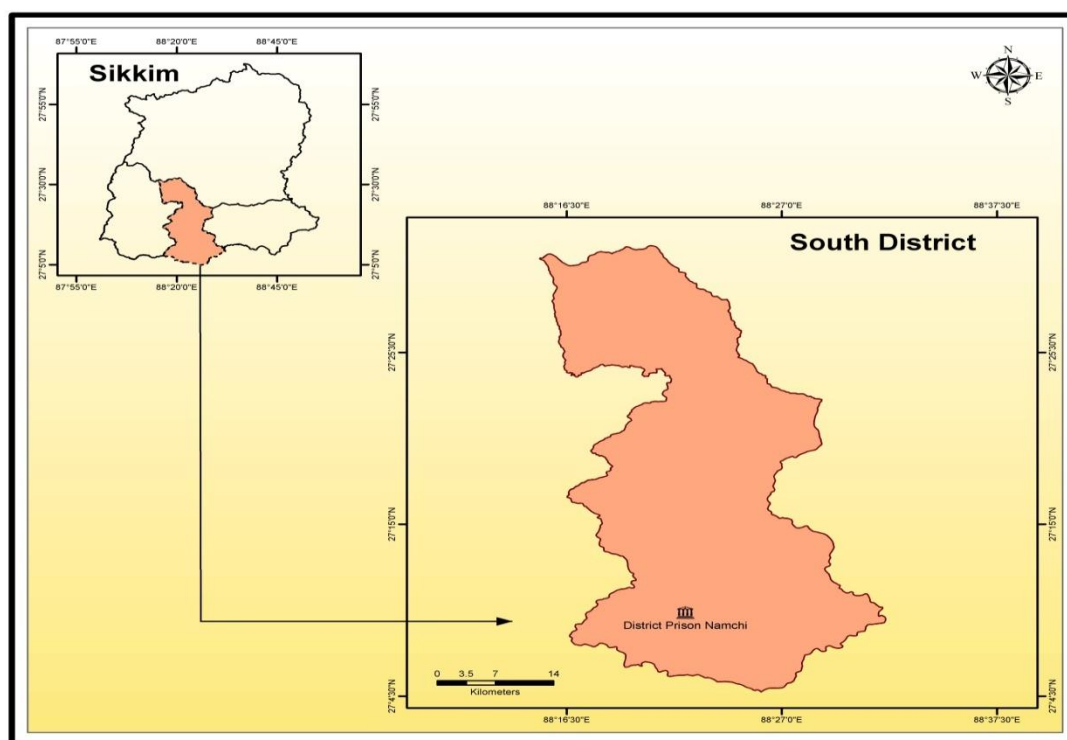 87°55'0"E 88°20'0"E 88°45'0"E
Sikkim
27°55'0"N
27°55'0"N
27°30'0"N
27°30'0"N
27°5'0"N
27°5'0"N
87°55'0"E 88°20'0"E 88°45'0"E
N
W E
S
88°16'30"E 88°27'0"E 88°37'30"E
South District
27°25'30"N
27°25'30"N
27°15'0"N
27°15'0"N
District Prison Namchi
0 3.5 7 14
Kilometers
27°4'30"N
27°4'30"N
88°16'30"E 88°27'0"E 88°37'30"E